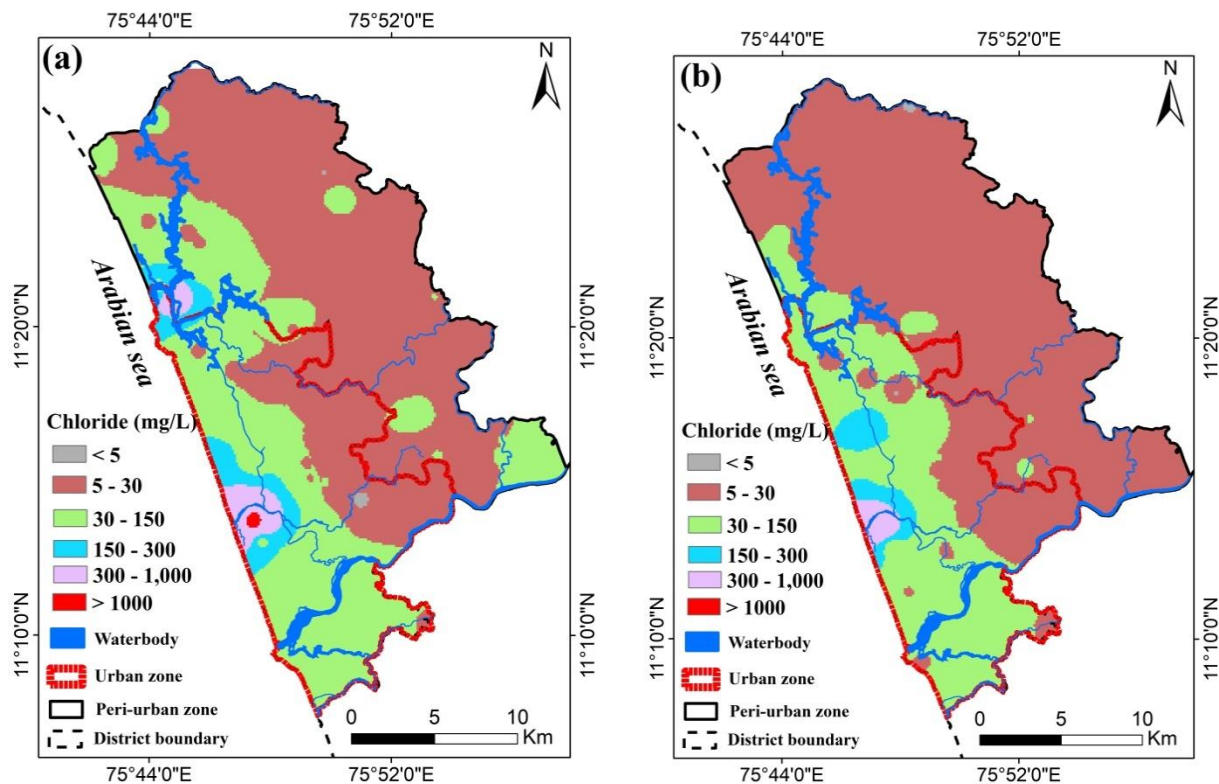 75°44'0"E 75°52'0"E
(a)
N
11°20'0"N
11°10'0"N
Arabian sea
Chloride (mg/L)
< 5
5 - 30
30 - 150
150 - 300
300 - 1,000
> 1000
Waterbody
Urban zone
Peri-urban zone
District boundary
0 5 10
Km
11°20'0"N
11°10'0"N
75°44'0"E 75°52'0"E
75°44'0"E 75°52'0"E
(b)
N
11°20'0"N
11°10'0"N
Arabian sea
Chloride (mg/L)
< 5
5 - 30
30 - 150
150 - 300
300 - 1,000
> 1000
Waterbody
Urban zone
Peri-urban zone
District boundary
0 5 10
Km
11°20'0"N
11°10'0"N
75°44'0"E 75°52'0"E